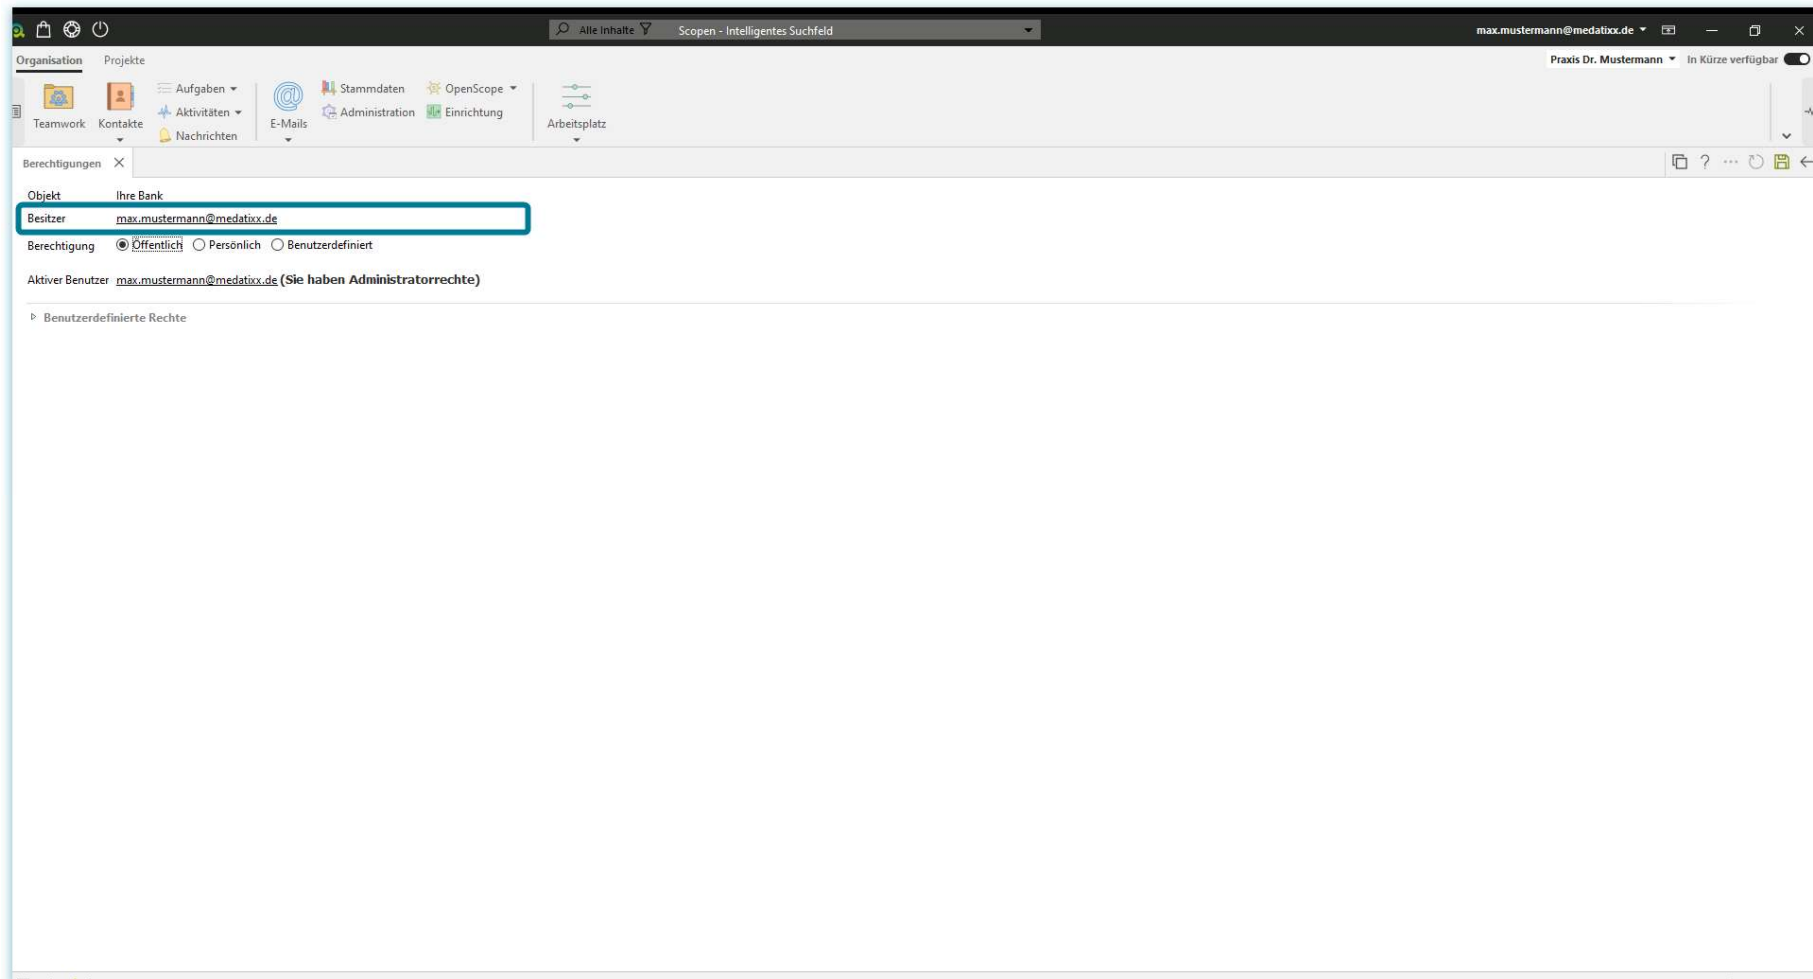 Alle Inhalte Scopen - Intelligentes Suchfeld max.mustermann@medatixx.de
Organisation Projekte Praxis Dr. Mustermann In Kürze verfügbar
Teamwork Kontakte Aufgaben E-Mails Stammdaten OpenScope Arbeitsplatz
Aktivitäten Administration Einrichtung
Nachrichten
Berechtigungen
Objekt Ihre Bank
Besitzer max.mustermann@medatixx.de
Berechtigung Öffentlich Persönlich Benutzerdefiniert
Aktiver Benutzer max.mustermann@medatixx.de (Sie haben Administratorrechte)
Benutzerdefinierte Rechte